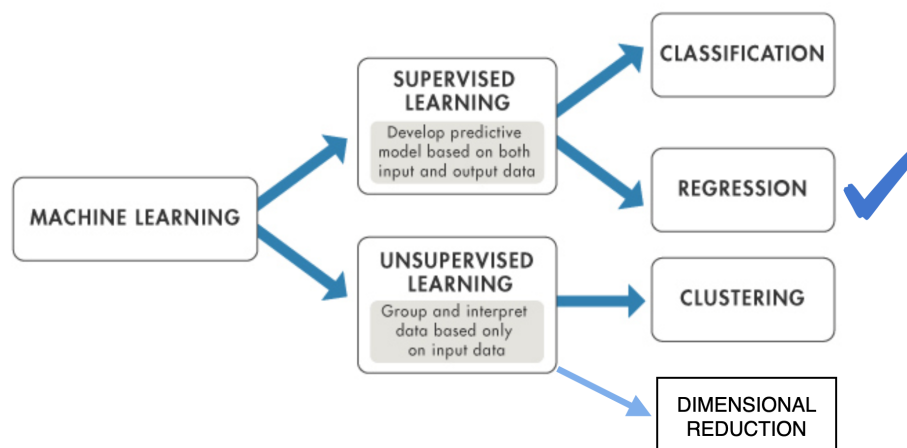 MACHINE LEARNING
SUPERVISED
LEARNING
Develop predictive
model based on both
input and output data
CLASSIFICATION
REGRESSION
UNSUPERVISED
LEARNING
Group and interpret
data based only
on input data
CLUSTERING
DIMENSIONAL
REDUCTION